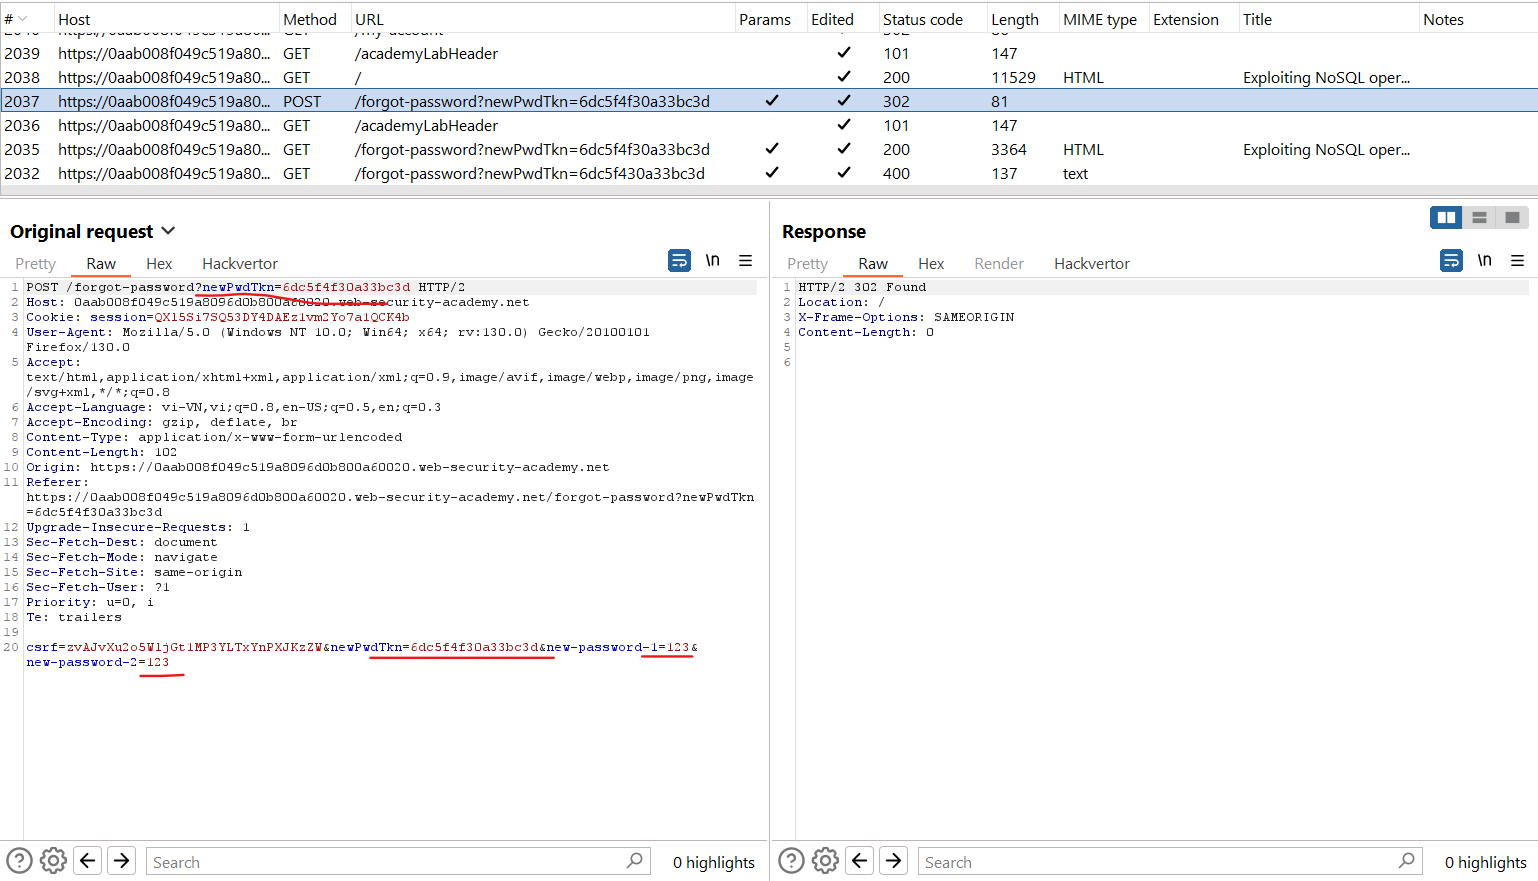 # Host Method URL Params Edited Status code Length MIME type Extension Title Notes
2039 https://0aab008f049c519a80... GET /academyLabHeader ✓ 101 147
2038 https://0aab008f049c519a80... GET / ✓ 200 11529 HTML Exploiting NoSQL oper...
2037 https://0aab008f049c519a80... POST /forgot-password?newPwdTkn=6dc5f4f30a33bc3d ✓ ✓ 302 81
2036 https://0aab008f049c519a80... GET /academyLabHeader ✓ 101 147
2035 https://0aab008f049c519a80... GET /forgot-password?newPwdTkn=6dc5f4f30a33bc3d ✓ ✓ 200 3364 HTML Exploiting NoSQL oper...
2032 https://0aab008f049c519a80... GET /forgot-password?newPwdTkn=6dc5f430a33bc3d ✓ ✓ 400 137 text
Original request
Pretty Raw Hex Hackvertor \n
1 POST /forgot-password?newPwdTkn=6dc5f4f30a33bc3d HTTP/2
2 Host: 0aab008f049c519a8096d0b800a60020.web-security-academy.net
3 Cookie: session=QX15Si7SQ53DY4DAEz1vm2Yo7a1QCK4b
4 User-Agent: Mozilla/5.0 (Windows NT 10.0; Win64; x64; rv:130.0) Gecko/20100101
Firefox/130.0
5 Accept:
text/html,application/xhtml+xml,application/xml;q=0.9,image/avif,image/webp,image/png,image
/svg+xml,*/*;q=0.8
6 Accept-Language: vi-VN,vi;q=0.8,en-US;q=0.5,en;q=0.3
7 Accept-Encoding: gzip, deflate, br
8 Content-Type: application/x-www-form-urlencoded
9 Content-Length: 102
10 Origin: https://0aab008f049c519a8096d0b800a60020.web-security-academy.net
11 Referer:
https://0aab008f049c519a8096d0b800a60020.web-security-academy.net/forgot-password?newPwdTkn
=6dc5f4f30a33bc3d
12 Upgrade-Insecure-Requests: 1
13 Sec-Fetch-Dest: document
14 Sec-Fetch-Mode: navigate
15 Sec-Fetch-Site: same-origin
16 Sec-Fetch-User: ?1
17 Priority: u=0, i
18 Te: trailers
19
20 csrf=zvAJvXu2o5WljGt1MP3YLTxYnPXJKzZW&newPwdTkn=6dc5f4f30a33bc3d&new-password-1=123&
new-password-2=123
Search 0 highlights
Response
Pretty Raw Hex Render Hackvertor \n
1 HTTP/2 302 Found
2 Location: /
3 X-Frame-Options: SAMEORIGIN
4 Content-Length: 0
5
6
Search 0 highlights